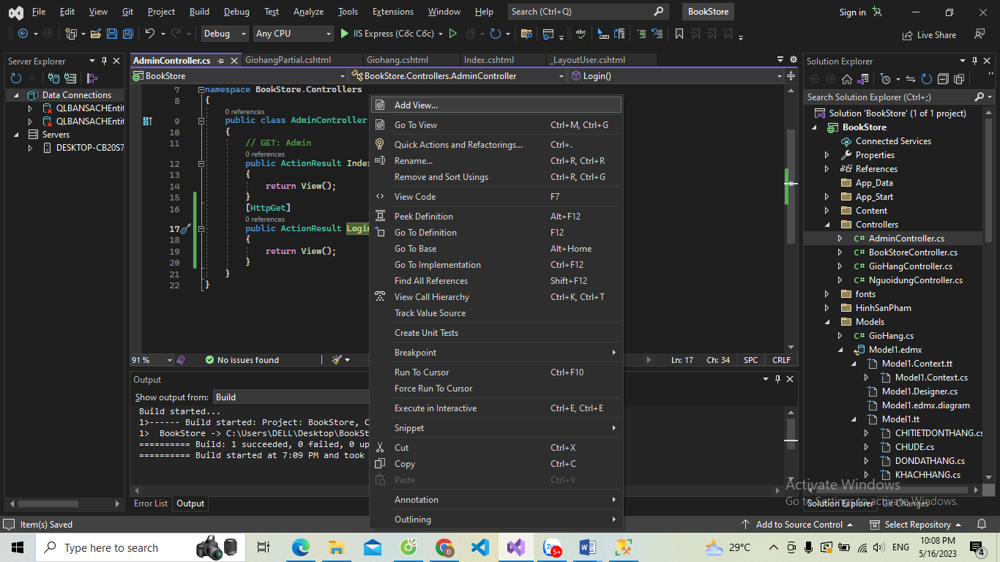 File Edit View Git Project Build Debug Test Analyze Tools Extensions Window Help Search (Ctrl+Q) BookStore Sign in
Debug Any CPU IIS Express (Cốc Cốc) Live Share
Server Explorer
Data Connections
QLBANSACHEntit
QLBANSACHEntit
Servers
DESKTOP-CB20S7
AdminController.cs GiohangPartial.cshtml Giohang.cshtml Index.cshtml _LayoutUser.cshtml
BookStore BookStore.Controllers.AdminController Login()
7 namespace BookStore.Controllers
8 {
0 references
9 public class AdminController
10 {
11 // GET: Admin
0 references
12 public ActionResult Index
13 {
14 return View();
15 }
16 [HttpGet]
0 references
17 public ActionResult Login
18 {
19 return View();
20 }
21 }
22 }
91 % No issues found Ln: 17 Ch: 34 SPC CRLF
Add View...
Go To View Ctrl+M, Ctrl+G
Quick Actions and Refactorings... Ctrl+.
Rename... Ctrl+R, Ctrl+R
Remove and Sort Usings Ctrl+R, Ctrl+G
View Code F7
Peek Definition Alt+F12
Go To Definition F12
Go To Base Alt+Home
Go To Implementation Ctrl+F12
Find All References Shift+F12
View Call Hierarchy Ctrl+K, Ctrl+T
Track Value Source
Create Unit Tests
Breakpoint
Run To Cursor Ctrl+F10
Force Run To Cursor
Execute in Interactive Ctrl+E, Ctrl+E
Snippet
Cut Ctrl+X
Copy Ctrl+C
Paste Ctrl+V
Annotation
Outlining
Output
Show output from: Build
Build started...
1>------ Build started: Project: BookStore, C
1> BookStore -> C:\Users\DELL\Desktop\BookSt
========== Build: 1 succeeded, 0 failed, 0 up
========== Build started at 7:09 PM and took
Error List Output
Solution Explorer
Search Solution Explorer (Ctrl+;)
Solution 'BookStore' (1 of 1 project)
BookStore
Connected Services
Properties
References
App_Data
App_Start
Content
Controllers
C# AdminController.cs
C# BookStoreController.cs
C# GioHangController.cs
C# NguoidungController.cs
fonts
HinhSanPham
Models
C# GioHang.cs
Model1.edmx
Model1.Context.tt
Model1.Context.cs
Model1.Designer.cs
Model1.edmx.diagram
Model1.tt
CHITIETDONTHANG.cs
CHUDE.cs
DONDATHANG.cs
KHACHHANG.cs
Activate Windows
Go to Settings to activate Windows.
Solution Explorer Git Changes
Item(s) Saved Add to Source Control Select Repository
Type here to search 5+ 29°C ENG 10:08 PM
5/16/2023 4